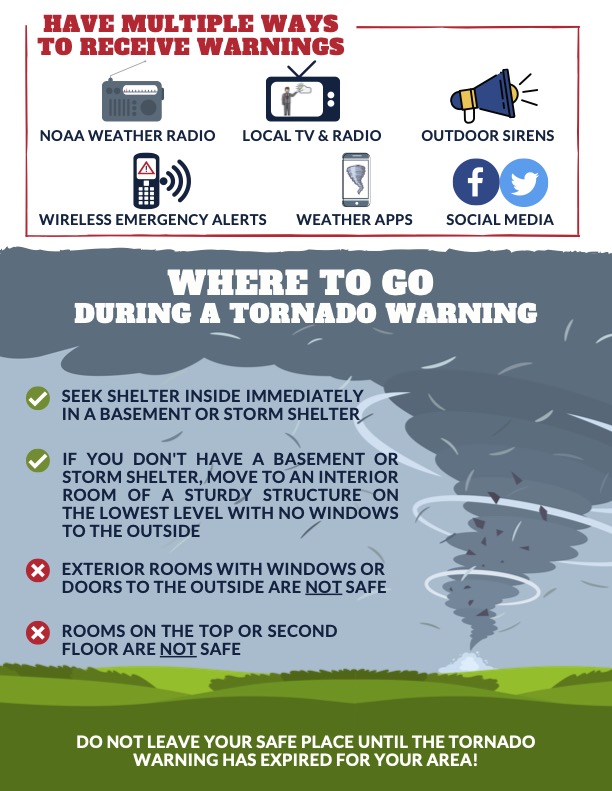 HAVE MULTIPLE WAYS
TO RECEIVE WARNINGS
NOAA WEATHER RADIO
LOCAL TV & RADIO
OUTDOOR SIRENS
WIRELESS EMERGENCY ALERTS
WEATHER APPS
SOCIAL MEDIA
WHERE TO GO
DURING A TORNADO WARNING
SEEK SHELTER INSIDE IMMEDIATELY
IN A BASEMENT OR STORM SHELTER
IF YOU DON'T HAVE A BASEMENT OR
STORM SHELTER, MOVE TO AN INTERIOR
ROOM OF A STURDY STRUCTURE ON
THE LOWEST LEVEL WITH NO WINDOWS
TO THE OUTSIDE
EXTERIOR ROOMS WITH WINDOWS OR
DOORS TO THE OUTSIDE ARE NOT SAFE
ROOMS ON THE TOP OR SECOND
FLOOR ARE NOT SAFE
DO NOT LEAVE YOUR SAFE PLACE UNTIL THE TORNADO
WARNING HAS EXPIRED FOR YOUR AREA!